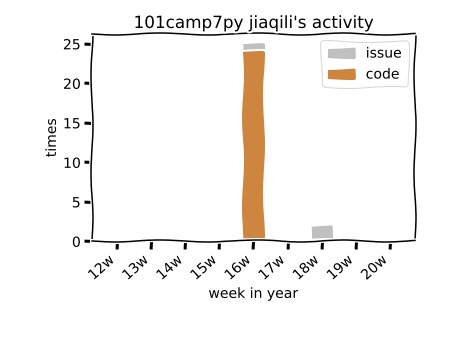 101camp7py jiaqili's activity
25
20
15
10
5
0
times
issue
code
12w 13w 14w 15w 16w 17w 18w 19w 20w
week in year